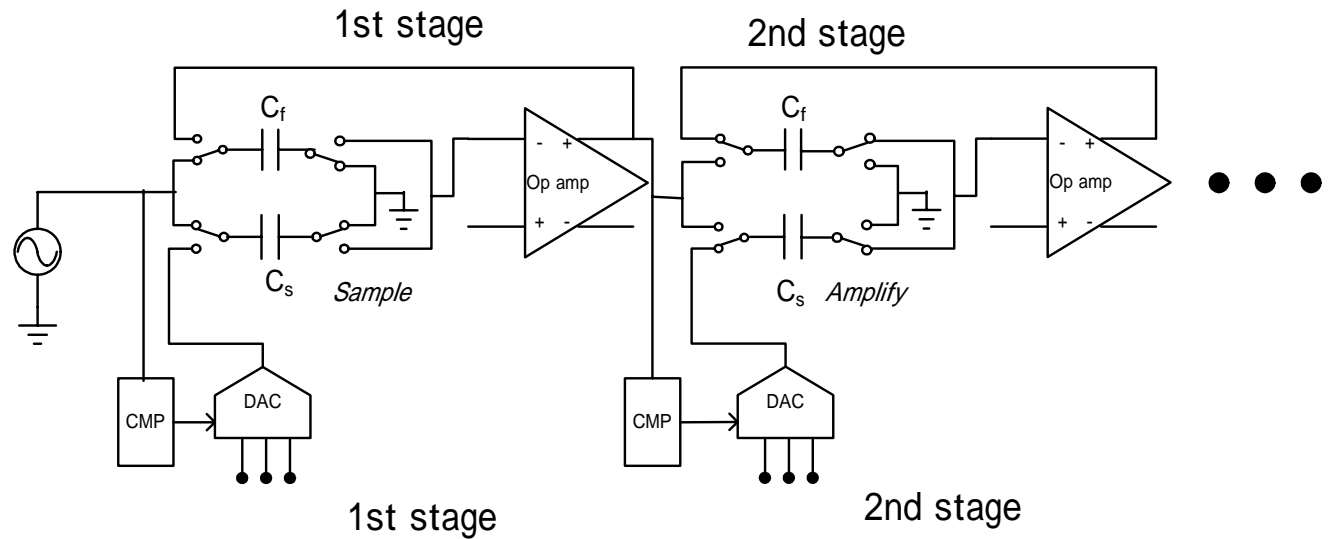 1st stage
2nd stage
Cf
Cf
- +
Op amp
+ -
- +
Op amp
+ -
Cs
Sample
Cs
Amplify
CMP
DAC
CMP
DAC
1st stage
2nd stage